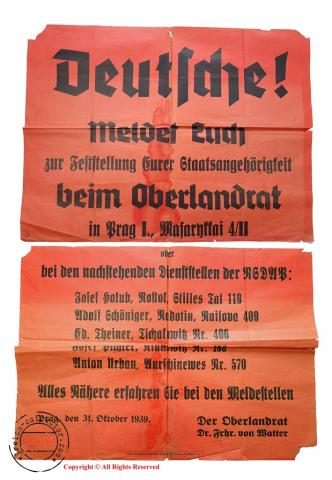 Deutsche!
Meldet Euch
zur Feststellung Eurer Staatsangehörigkeit
beim Oberlandrat
in Prag I., Masarykkai 4/II
oder
bei den nachstehenden Dienststellen der NSDAP:
Josef Holub, Rostok, Stilles Tal 119
Adolf Schöniger, Radotin, Raisova 409
Ed. Theiner, Tschakowitz Nr. 406
Josef
Anton Urban, Aurschinewes Nr. 570
Alles Nähere erfahren Sie bei den Meldestellen
Prag, den 31. Oktober 1939.
Der Oberlandrat
Dr. Frhr. von Watter
Copyright © All Rights Reserved